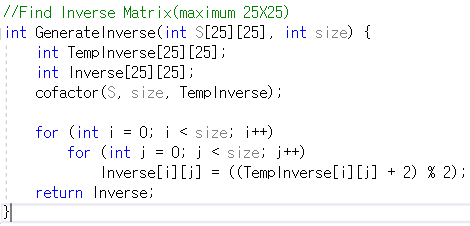 //Find Inverse Matrix(maximum 25X25)
int GenerateInverse(int S[25][25], int size) {
    int TempInverse[25][25];
    int Inverse[25][25];
    cofactor(S, size, TempInverse);

    for (int i = 0; i < size; i++)
        for (int j = 0; j < size; j++)
            Inverse[i][j] = ((TempInverse[i][j] + 2) % 2);
    return Inverse;
}